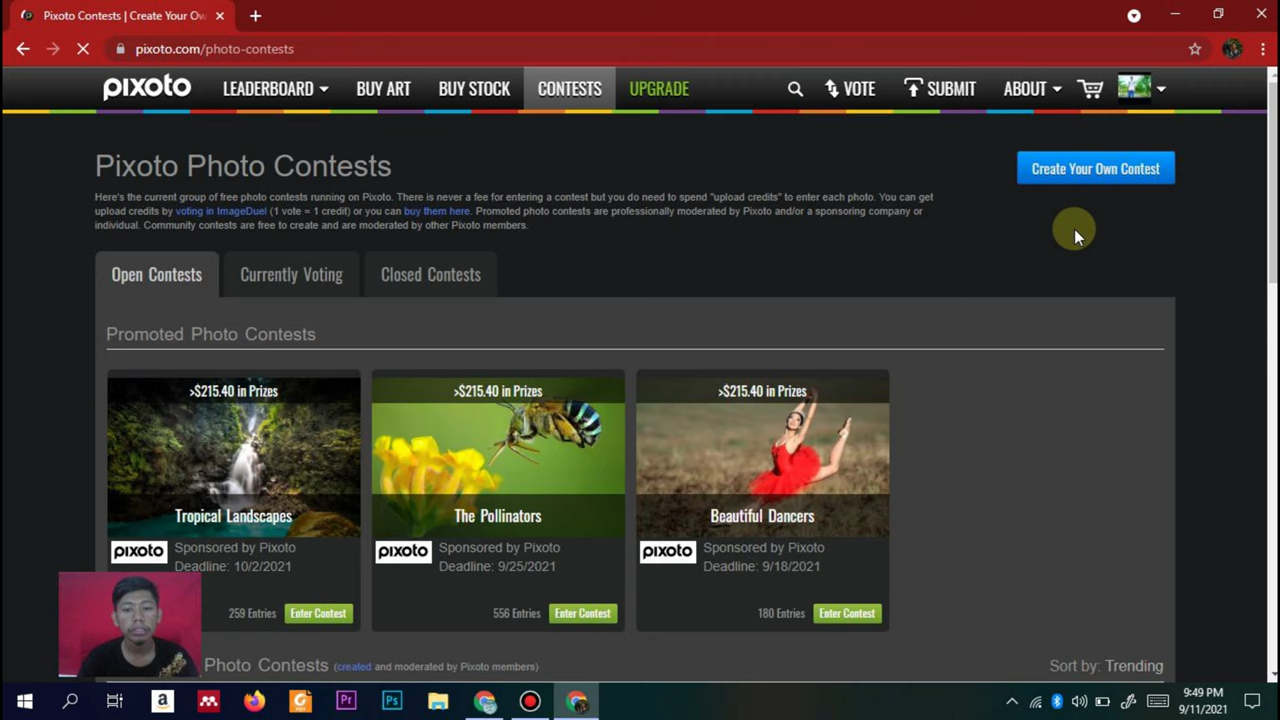 Pixoto Contests | Create Your Ow
pixoto.com/photo-contests
pixoto
LEADERBOARD
BUY ART
BUY STOCK
CONTESTS
UPGRADE
VOTE
SUBMIT
ABOUT
Pixoto Photo Contests
Create Your Own Contest
Here's the current group of free photo contests running on Pixoto. There is never a fee for entering a contest but you do need to spend "upload credits" to enter each photo. You can get
upload credits by voting in ImageDuel (1 vote = 1 credit) or you can buy them here. Promoted photo contests are professionally moderated by Pixoto and/or a sponsoring company or
individual. Community contests are free to create and are moderated by other Pixoto members.
Open Contests
Currently Voting
Closed Contests
Promoted Photo Contests
>$215.40 in Prizes
Tropical Landscapes
pixoto
Sponsored by Pixoto
Deadline: 10/2/2021
259 Entries
Enter Contest
>$215.40 in Prizes
The Pollinators
pixoto
Sponsored by Pixoto
Deadline: 9/25/2021
556 Entries
Enter Contest
>$215.40 in Prizes
Beautiful Dancers
pixoto
Sponsored by Pixoto
Deadline: 9/18/2021
180 Entries
Enter Contest
Photo Contests (created and moderated by Pixoto members)
Sort by: Trending
Pr
Ps
9:49 PM
9/11/2021